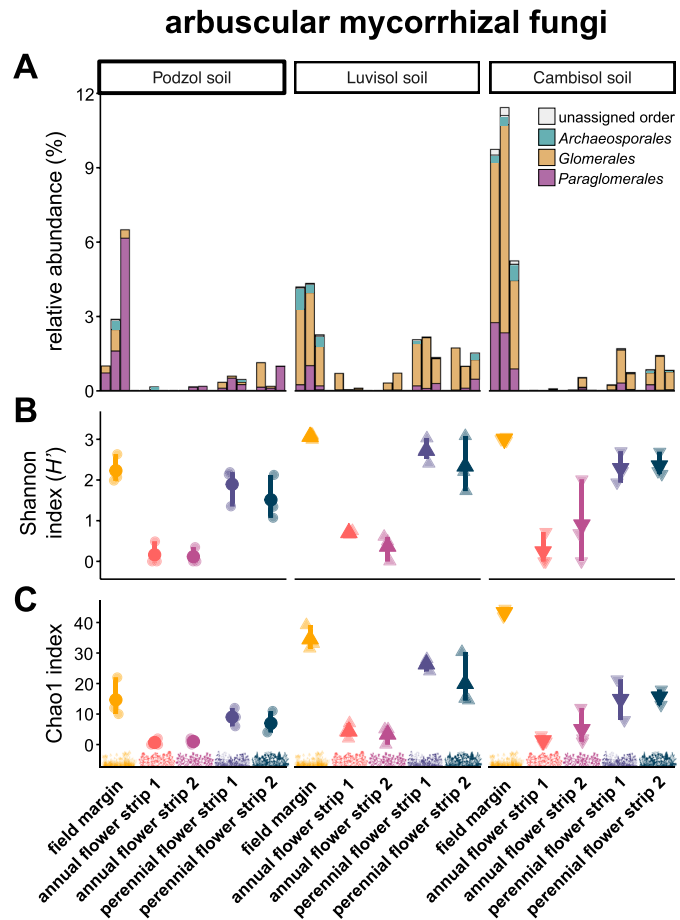 arbuscular mycorrhizal fungi
A
Podzol soil
Luvisol soil
Cambisol soil
relative abundance (%)
12
9
6
3
0
unassigned order
Archaeosporales
Glomerales
Paraglomerales
B
Shannon
index (H')
3
2
1
0
C
Chao1 index
40
30
20
10
0
field margin
annual flower strip 1
annual flower strip 2
perennial flower strip 1
perennial flower strip 2
field margin
annual flower strip 1
annual flower strip 2
perennial flower strip 1
perennial flower strip 2
field margin
annual flower strip 1
annual flower strip 2
perennial flower strip 1
perennial flower strip 2